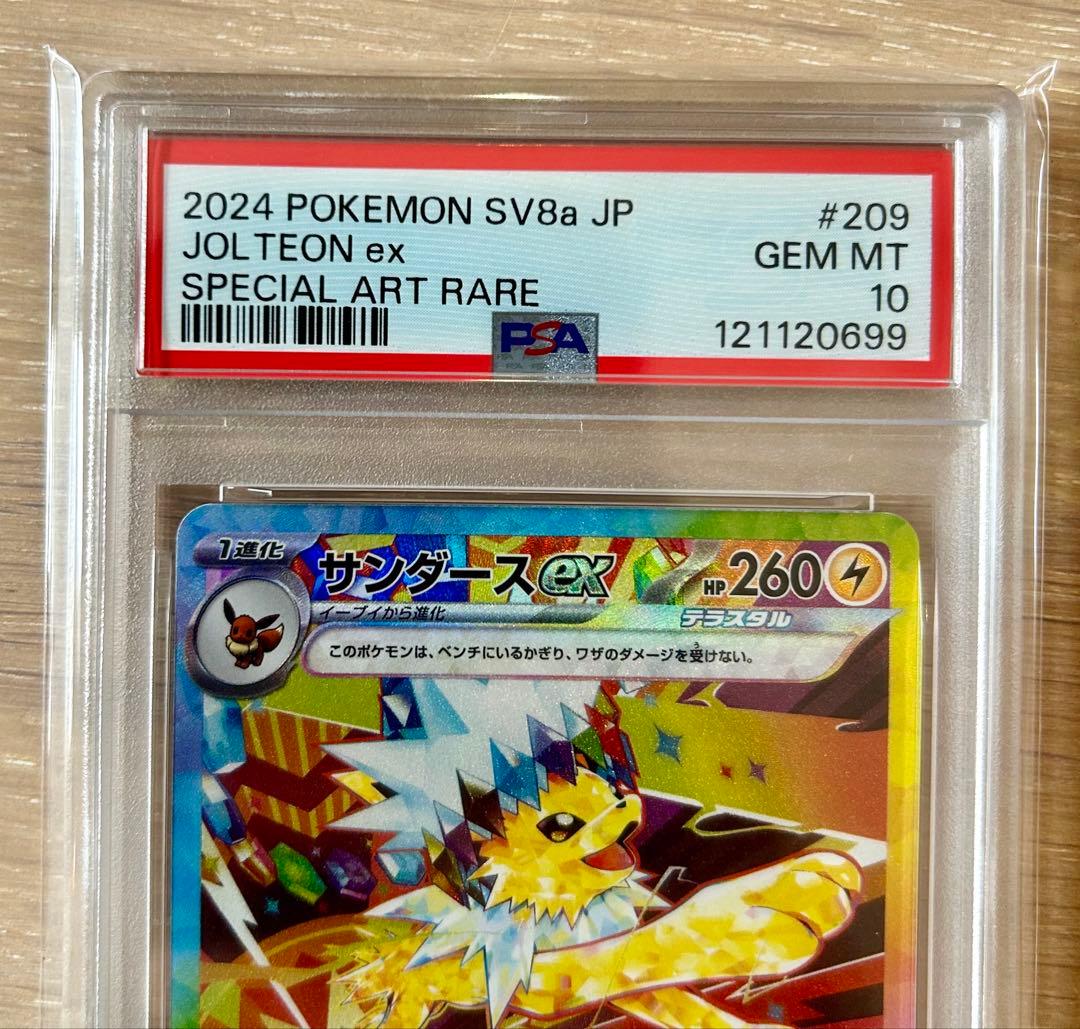 2024 POKEMON SV8a JP #209
JOLTEON ex GEM MT
SPECIAL ART RARE 10
PSA 121120699
1進化 サンダースex HP260
イーブイから進化 テラスタル
このポケモンは、ベンチにいるかぎり、ワザのダメージを受けない。